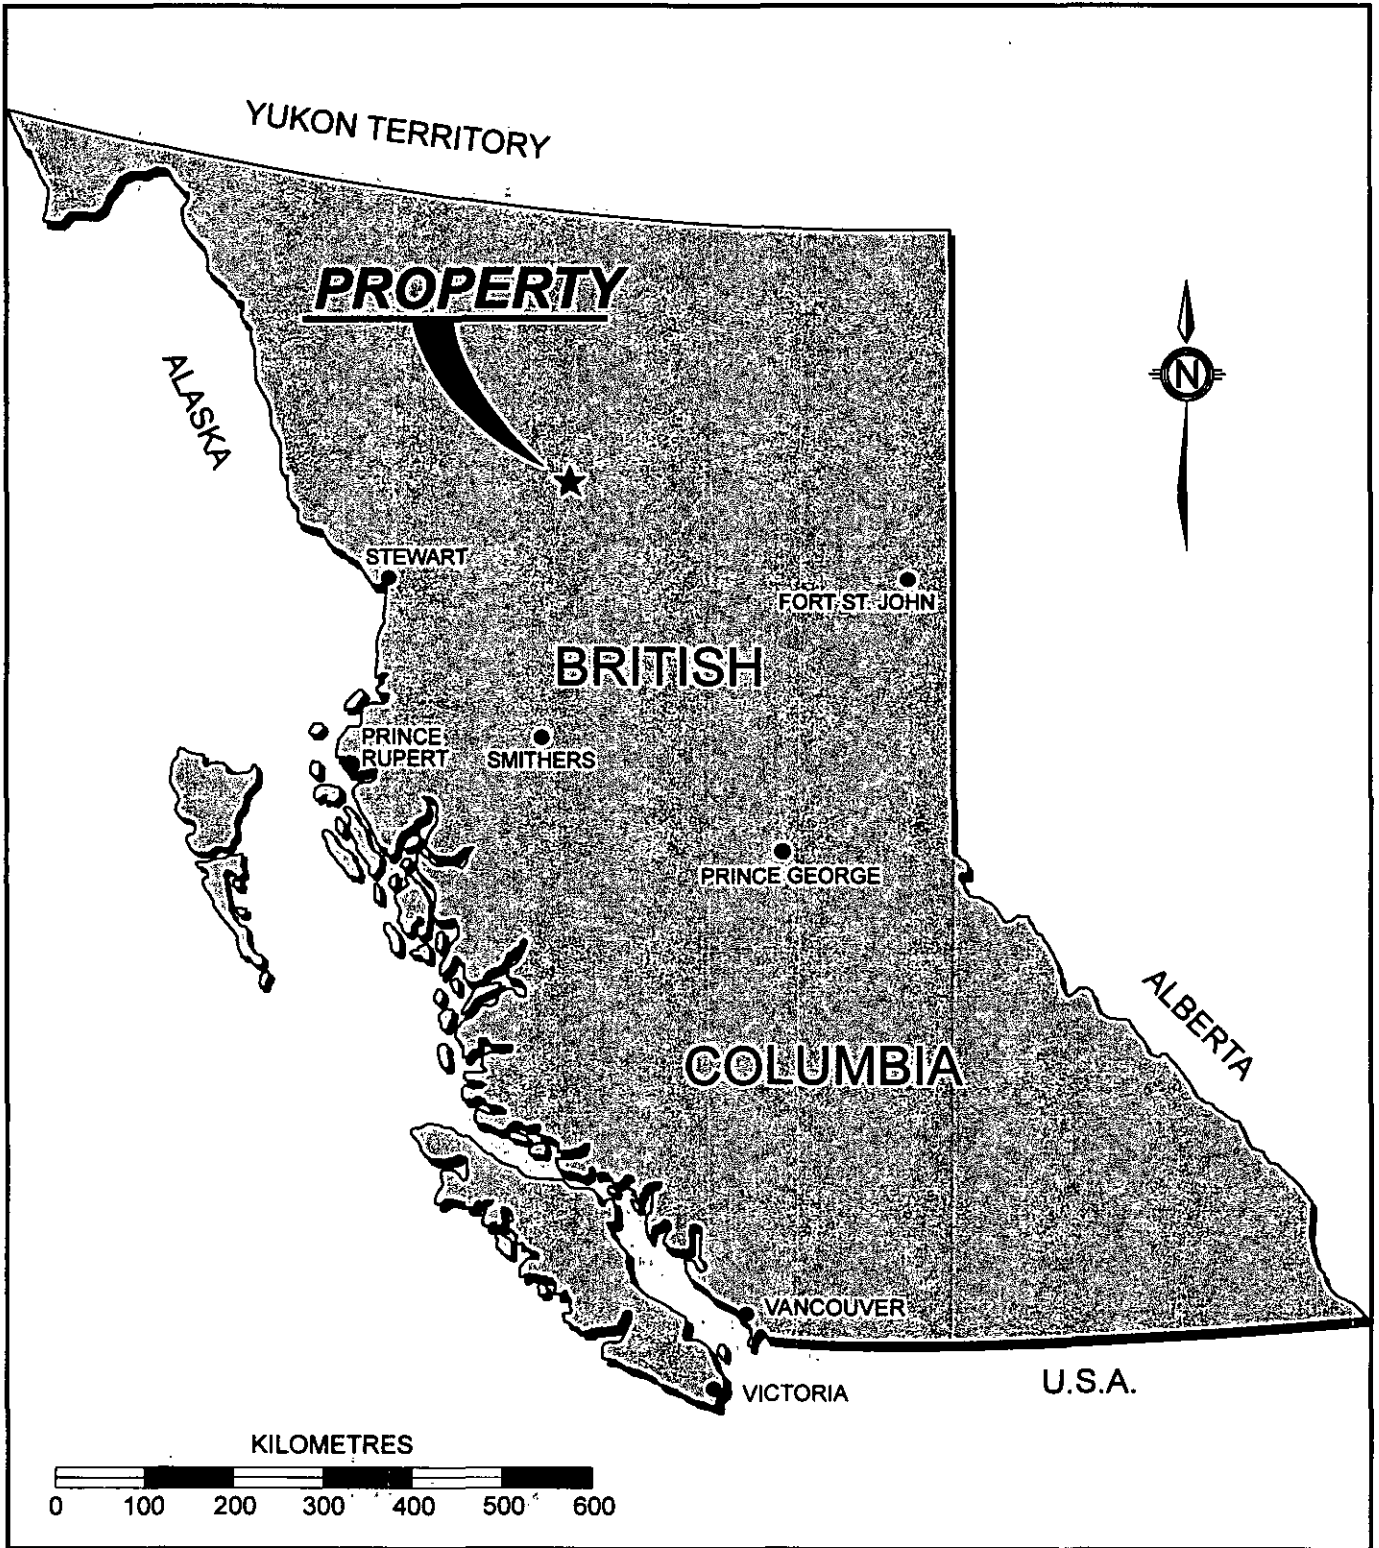 YUKON TERRITORY
PROPERTY
ALASKA
N
STEWART
FORT ST. JOHN
BRITISH
PRINCE
RUPERT
SMITHERS
PRINCE GEORGE
ALBERTA
COLUMBIA
VANCOUVER
U.S.A.
VICTORIA
KILOMETRES
0 100 200 300 400 500 600